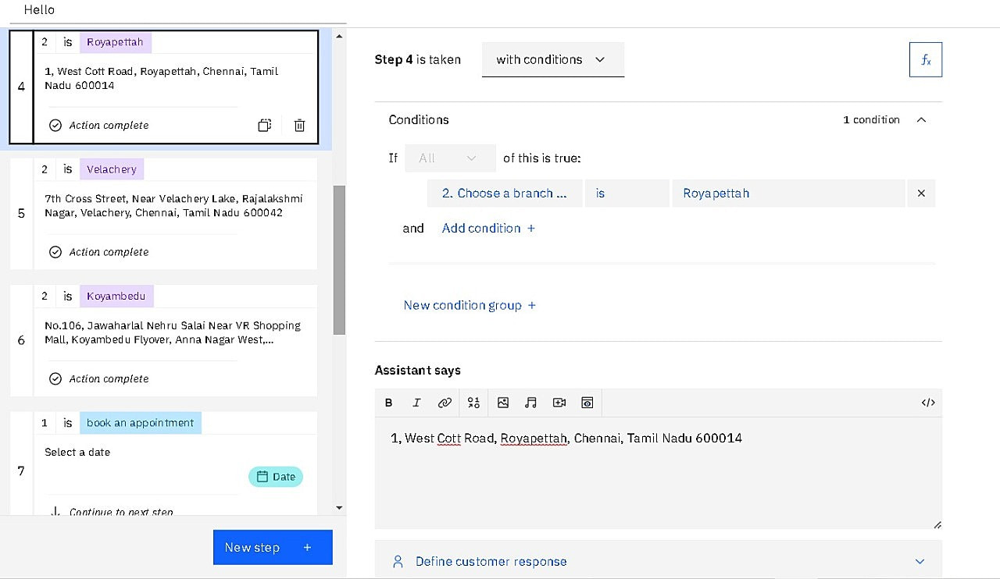 Hello
2 is Royapettah
4
1, West Cott Road, Royapettah, Chennai, Tamil
Nadu 600014
Action complete
2 is Velachery
5
7th Cross Street, Near Velachery Lake, Rajalakshmi
Nagar, Velachery, Chennai, Tamil Nadu 600042
Action complete
2 is Koyambedu
6
No.106, Jawaharlal Nehru Salai Near VR Shopping
Mall, Koyambedu Flyover, Anna Nagar West,...
Action complete
1 is book an appointment
7
Select a date
Date
Continue to next step
New step +
Step 4 is taken with conditions
fx
Conditions 1 condition
If All of this is true:
2. Choose a branch ... is Royapettah ×
and Add condition +
New condition group +
Assistant says
B I </>
1, West Cott Road, Royapettah, Chennai, Tamil Nadu 600014
Define customer response